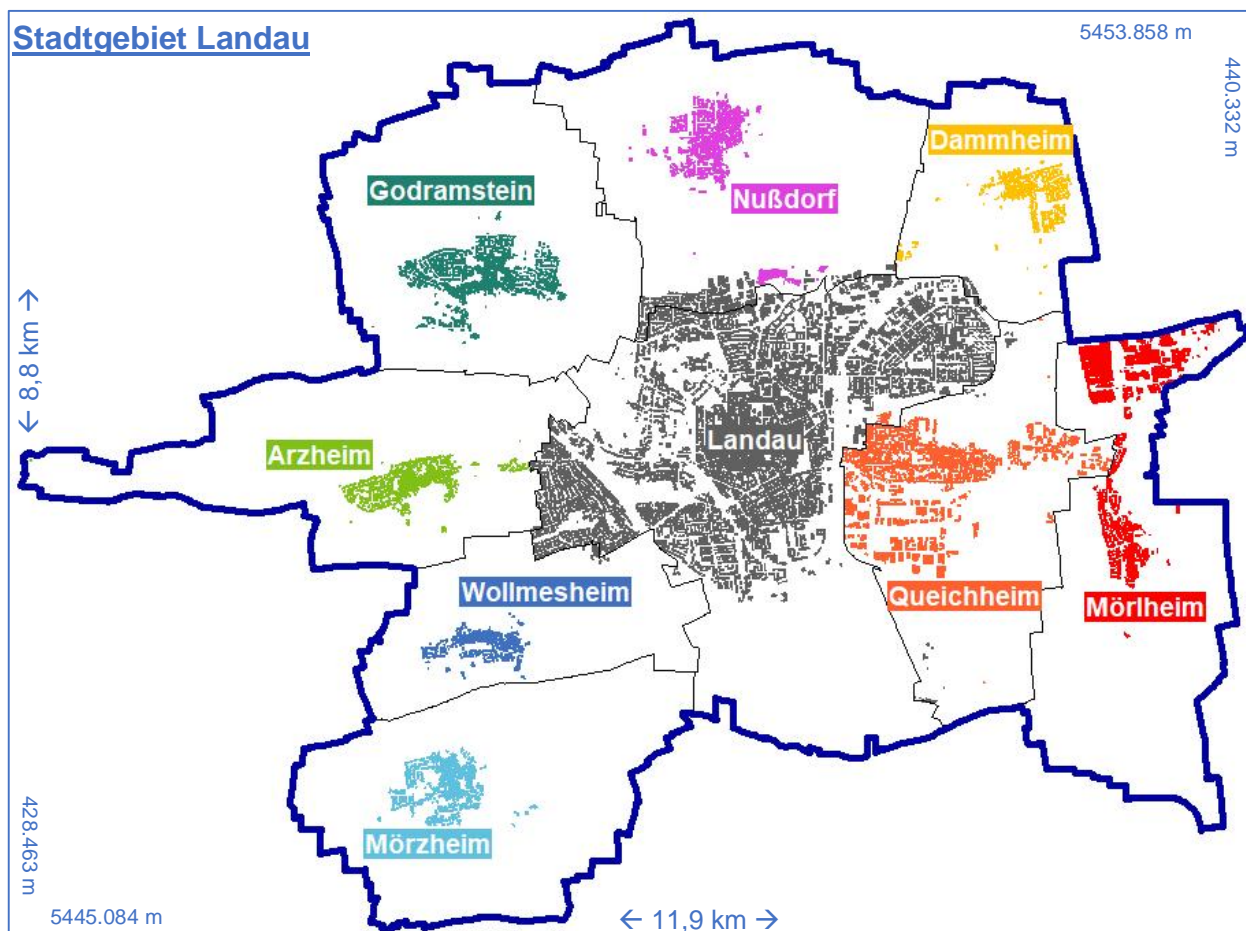 Stadtgebiet Landau
5453.858 m
440.332 m
Dammheim
Godramstein
Nußdorf
← 8,8 km →
Landau
Arzheim
Wollmesheim
Queichheim
Mörlheim
Mörzheim
428.463 m
5445.084 m
← 11,9 km →